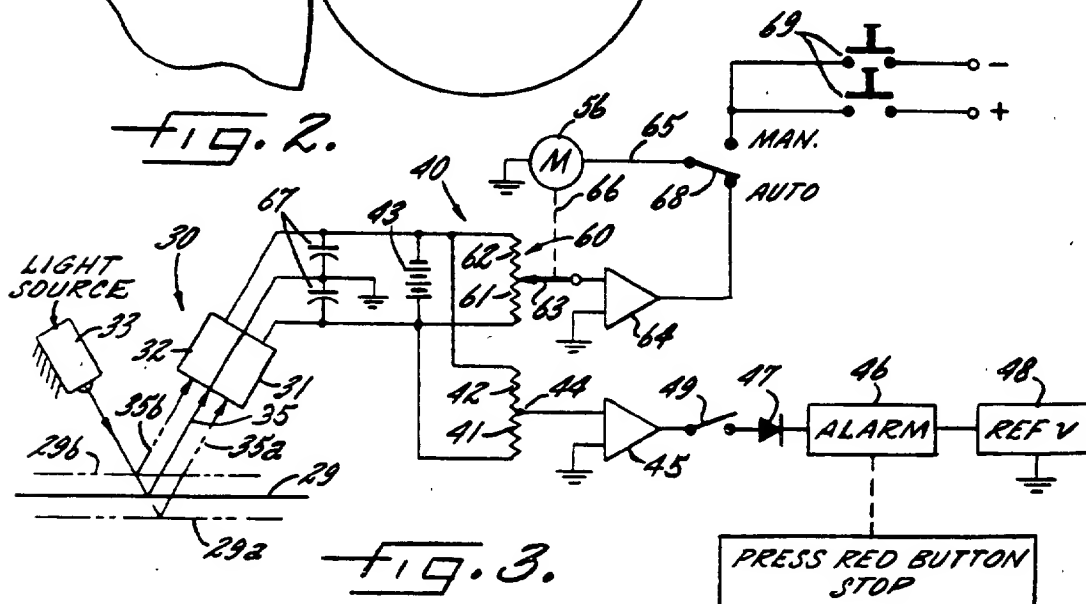 69
−
+
fig. 2.
56
65
MAN.
M
68
AUTO
40
66
67
43
62
60
30
LIGHT
SOURCE
61
63
33
64
32
31
42
44
49
47
46
48
35b
35
35a
41
ALARM
REF V
29b
45
29
29a
fig. 3.
PRESS RED BUTTON
STOP